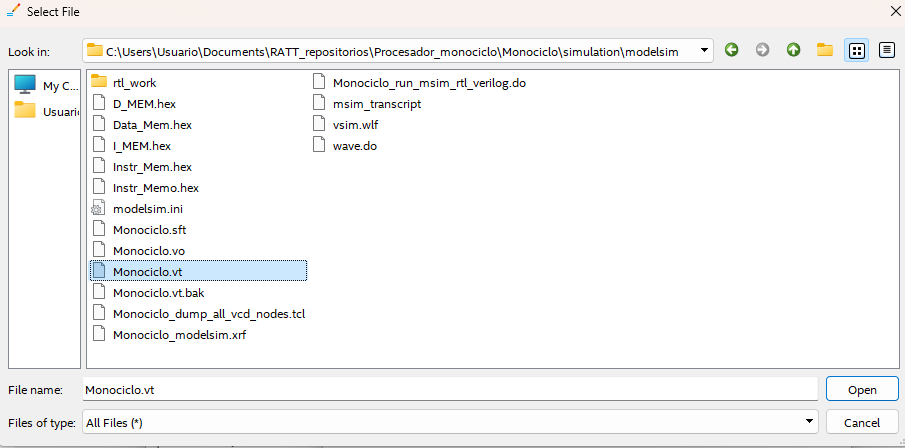 Select File
Look in: C:\Users\Usuario\Documents\RATT_repositorios\Procesador_monociclo\Monociclo\simulation\modelsim
My C...
Usuari
rtl_work
D_MEM.hex
Data_Mem.hex
I_MEM.hex
Instr_Mem.hex
Instr_Memo.hex
modelsim.ini
Monociclo.sft
Monociclo.vo
Monociclo.vt
Monociclo.vt.bak
Monociclo_dump_all_vcd_nodes.tcl
Monociclo_modelsim.xrf
Monociclo_run_msim_rtl_verilog.do
msim_transcript
vsim.wlf
wave.do
File name: Monociclo.vt Open
Files of type: All Files (*) Cancel